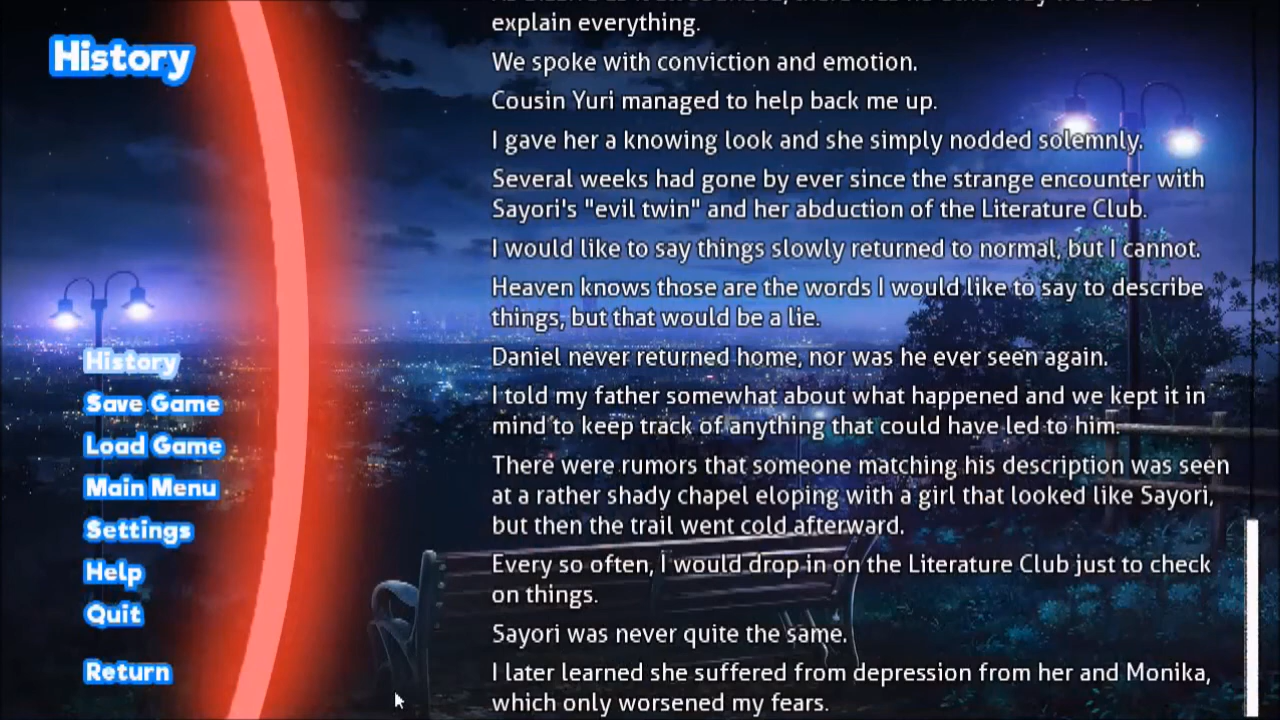 History
explain everything.
We spoke with conviction and emotion.
Cousin Yuri managed to help back me up.
I gave her a knowing look and she simply nodded solemnly.
Several weeks had gone by ever since the strange encounter with
Sayori's "evil twin" and her abduction of the Literature Club.
I would like to say things slowly returned to normal, but I cannot.
Heaven knows those are the words I would like to say to describe
things, but that would be a lie.
Daniel never returned home, nor was he ever seen again.
I told my father somewhat about what happened and we kept it in
mind to keep track of anything that could have led to him.
There were rumors that someone matching his description was seen
at a rather shady chapel eloping with a girl that looked like Sayori,
but then the trail went cold afterward.
Every so often, I would drop in on the Literature Club just to check
on things.
Sayori was never quite the same.
I later learned she suffered from depression from her and Monika,
which only worsened my fears.
History
Save Game
Load Game
Main Menu
Settings
Help
Quit
Return